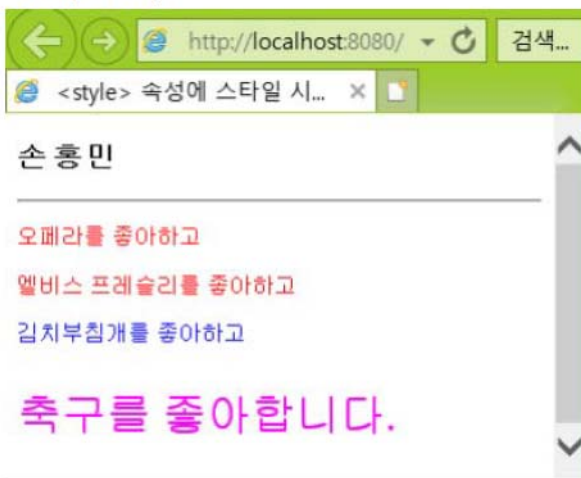 http://localhost:8080/
검색...
<style> 속성에 스타일 시...
손흥민
오페라를 좋아하고
엘비스 프레슬리를 좋아하고
김치부침개를 좋아하고
축구를 좋아합니다.